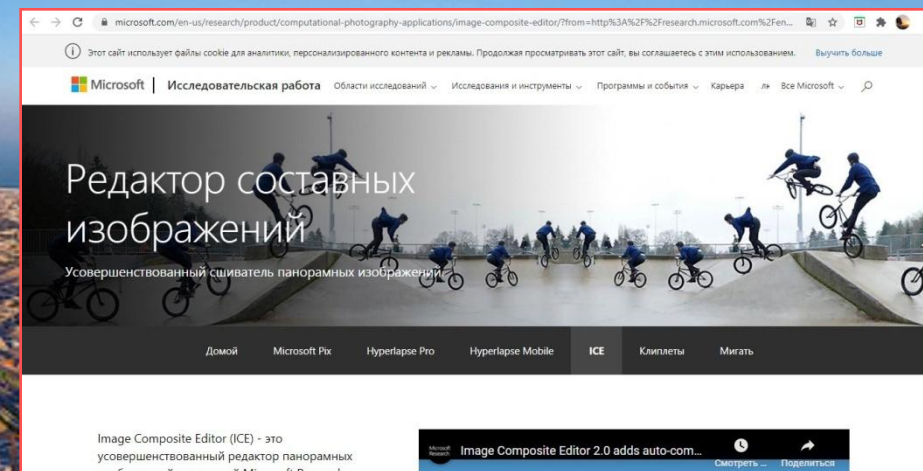 microsoft.com/en-us/research/product/computational-photography-applications/image-composite-editor/?from=http%3A%2F%2Fresearch.microsoft.com%2Fen...
Этот сайт использует файлы cookie для аналитики, персонализированного контента и рекламы. Продолжая просматривать этот сайт, вы соглашаетесь с этим использованием. Выучить больше
Microsoft Исследовательская работа Области исследований Исследования и инструменты Программы и события Карьера Все Microsoft
Редактор составных
изображений
Усовершенствованный сшиватель панорамных изображений
Домой Microsoft Pix Hyperlapse Pro Hyperlapse Mobile ICE Клиплеты Мигать
Image Composite Editor (ICE) - это
усовершенствованный редактор панорамных
Microsoft Research
Image Composite Editor 2.0 adds auto-com...
Смотреть ... Поделиться